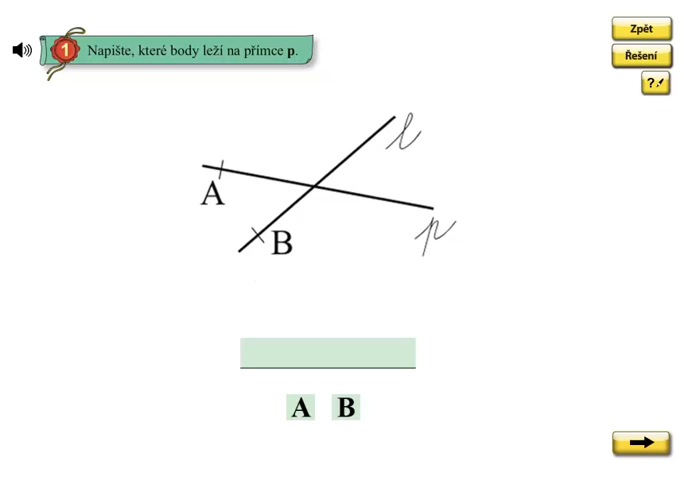 Zpět
1 Napište, které body leží na přímce p.
Řešení
?
l
A
B
p
A B